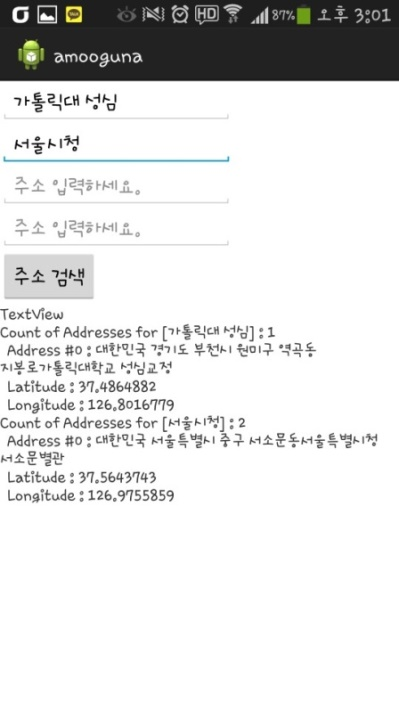 HD 87% 오후 3:01
amooguna
가톨릭대 성심
서울시청
주소 입력하세요.
주소 입력하세요.
주소 검색
TextView
Count of Addresses for [가톨릭대 성심] : 1
Address #0 : 대한민국 경기도 부천시 원미구 역곡동
지봉로가톨릭대학교 성심교정
Latitude : 37.4864882
Longitude : 126.8016779
Count of Addresses for [서울시청] : 2
Address #0 : 대한민국 서울특별시 중구 서소문동서울특별시청
서소문별관
Latitude : 37.5643743
Longitude : 126.9755859